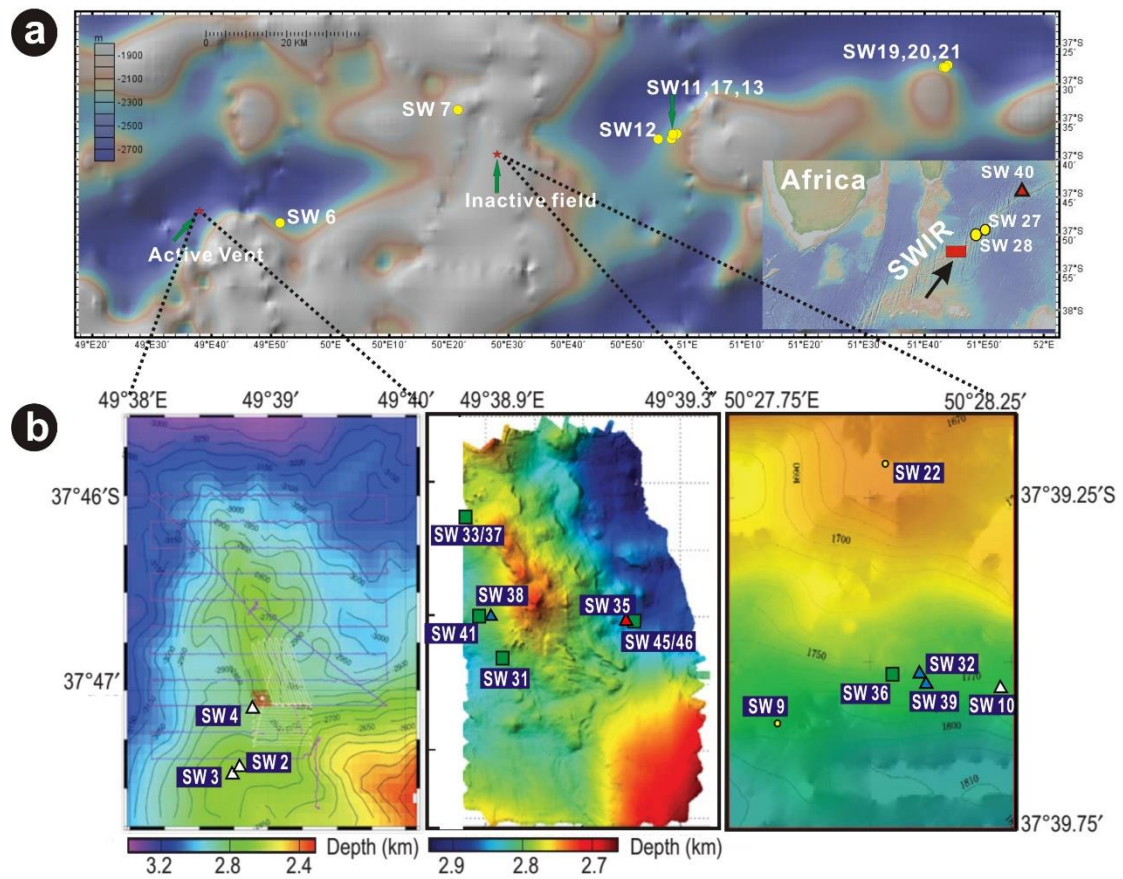 a
m
-1900
-2100
-2300
-2500
-2700
0 20 KM
SW19,20,21
SW11,17,13
SW 7
SW12
Inactive field
SW 6
Active Vent
Africa
SW 40
SW 27
SW 28
SWIR
37°S
25'
37°S
30'
37°S
35'
37°S
40'
37°S
45'
37°S
50'
37°S
55'
38°S
49°E20' 49°E30' 49°E40' 49°E50' 50°E 50°E10' 50°E20' 50°E30' 50°E40' 50°E50' 51°E 51°E10' 51°E20' 51°E30' 51°E40' 51°E50' 52°E
b
49°38'E 49°39' 49°40'
49°38.9'E 49°39.3'
50°27.75'E 50°28.25'
37°46'S
37°47'
37°39.25'S
37°39.75'
SW 4
SW 2
SW 3
SW 33/37
SW 38
SW 35
SW 41
SW 45/46
SW 31
1670
SW 22
1690
1700
1750
SW 32
1770
SW 36
SW 39
SW 10
SW 9
1800
1810
3.2 2.8 2.4 Depth (km)
2.9 2.8 2.7 Depth (km)